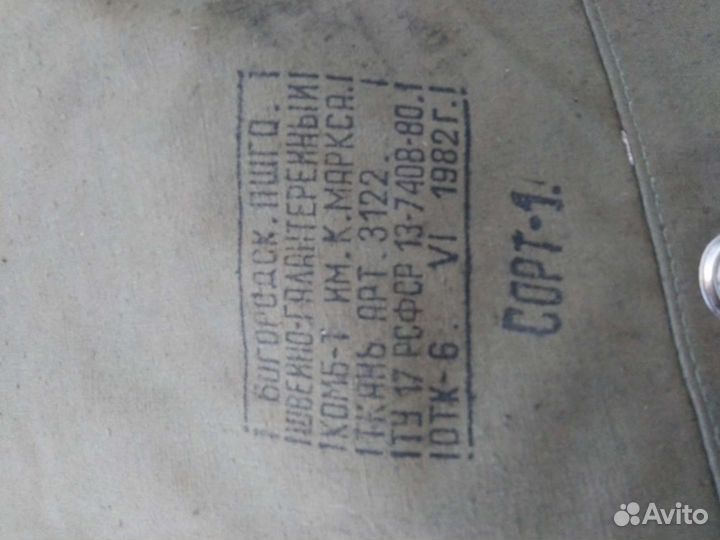 БОГОРОДСК. ПШГО.
ШВЕЙНО-ГАЛАНТЕРЕЙНЫЙ
КОМБ-Т ИМ. К. МАРКСА.
ТКАНЬ АРТ. 3122.
ТУ 17 РСФСР 13-7408-80.
ОТК-6. VI 1982г.
СОРТ-1.
Avito